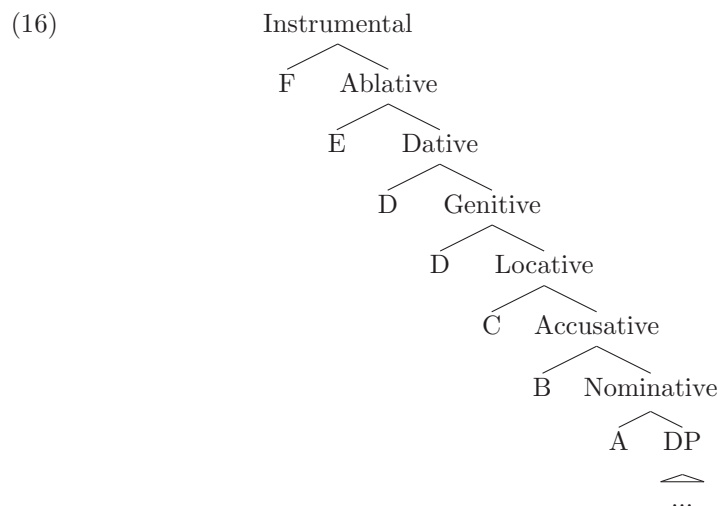 (16) Instrumental
F Ablative
E Dative
D Genitive
D Locative
C Accusative
B Nominative
A DP
...